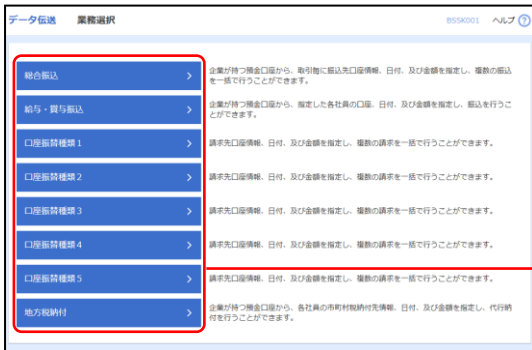 データ伝送 業務選択 BSSK001 ヘルプ ?
総合振込
企業が持つ預金口座から、取引毎に振込先口座情報、日付、及び金額を指定し、複数の振込
を一括で行うことができます。
給与・賞与振込
企業が持つ預金口座から、指定した各社員の口座、日付、及び金額を指定し、振込を行うこ
とができます。
口座振替種類1
請求先口座情報、日付、及び金額を指定し、複数の請求を一括で行うことができます。
口座振替種類2
請求先口座情報、日付、及び金額を指定し、複数の請求を一括で行うことができます。
口座振替種類3
請求先口座情報、日付、及び金額を指定し、複数の請求を一括で行うことができます。
口座振替種類4
請求先口座情報、日付、及び金額を指定し、複数の請求を一括で行うことができます。
口座振替種類5
請求先口座情報、日付、及び金額を指定し、複数の請求を一括で行うことができます。
地方税納付
企業が持つ預金口座から、各社員の市町村税納付先情報、日付、及び金額を指定し、代行納
付を行うことができます。